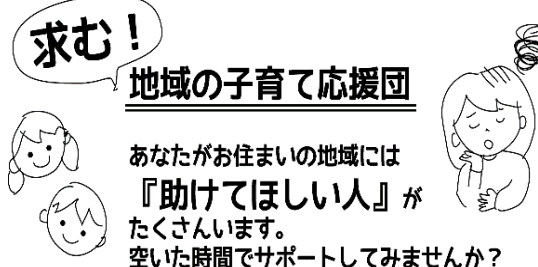 求む！
地域の子育て応援団
あなたがお住まいの地域には
『助けてほしい人』が
たくさんいます。
空いた時間でサポートしてみませんか？